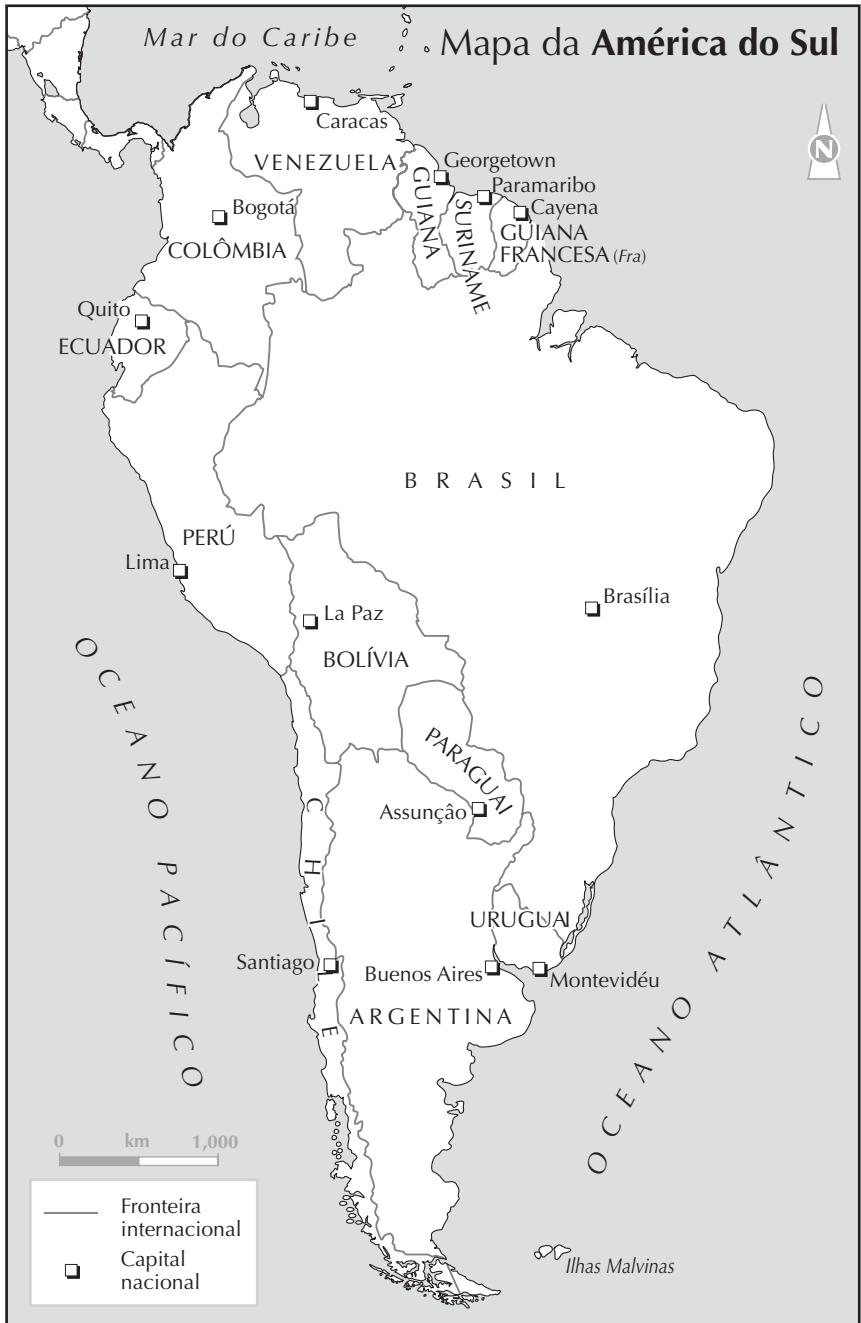 Mar do Caribe
Mapa da América do Sul
N
Caracas
VENEZUELA
Georgetown
Paramaribo
Cayena
GUIANA
SURINAME
GUIANA
FRANCESA (Fra)
Bogotá
COLÔMBIA
Quito
ECUADOR
BRASIL
PERÚ
Lima
Brasília
La Paz
BOLÍVIA
OCEANO PACÍFICO
OCEANO ATLÂNTICO
PARAGUAI
Assunçâo
CHILE
URUGUAI
Santiago
Buenos Aires
Montevidéu
ARGENTINA
0 km 1,000
Fronteira
internacional
Capital
nacional
Ilhas Malvinas